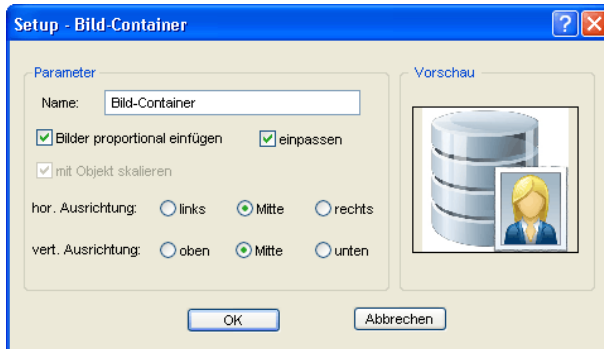 Setup - Bild-Container
Parameter
Name: Bild-Container
Bilder proportional einfügen einpassen
mit Objekt skalieren
hor. Ausrichtung: links Mitte rechts
vert. Ausrichtung: oben Mitte unten
Vorschau
OK Abbrechen